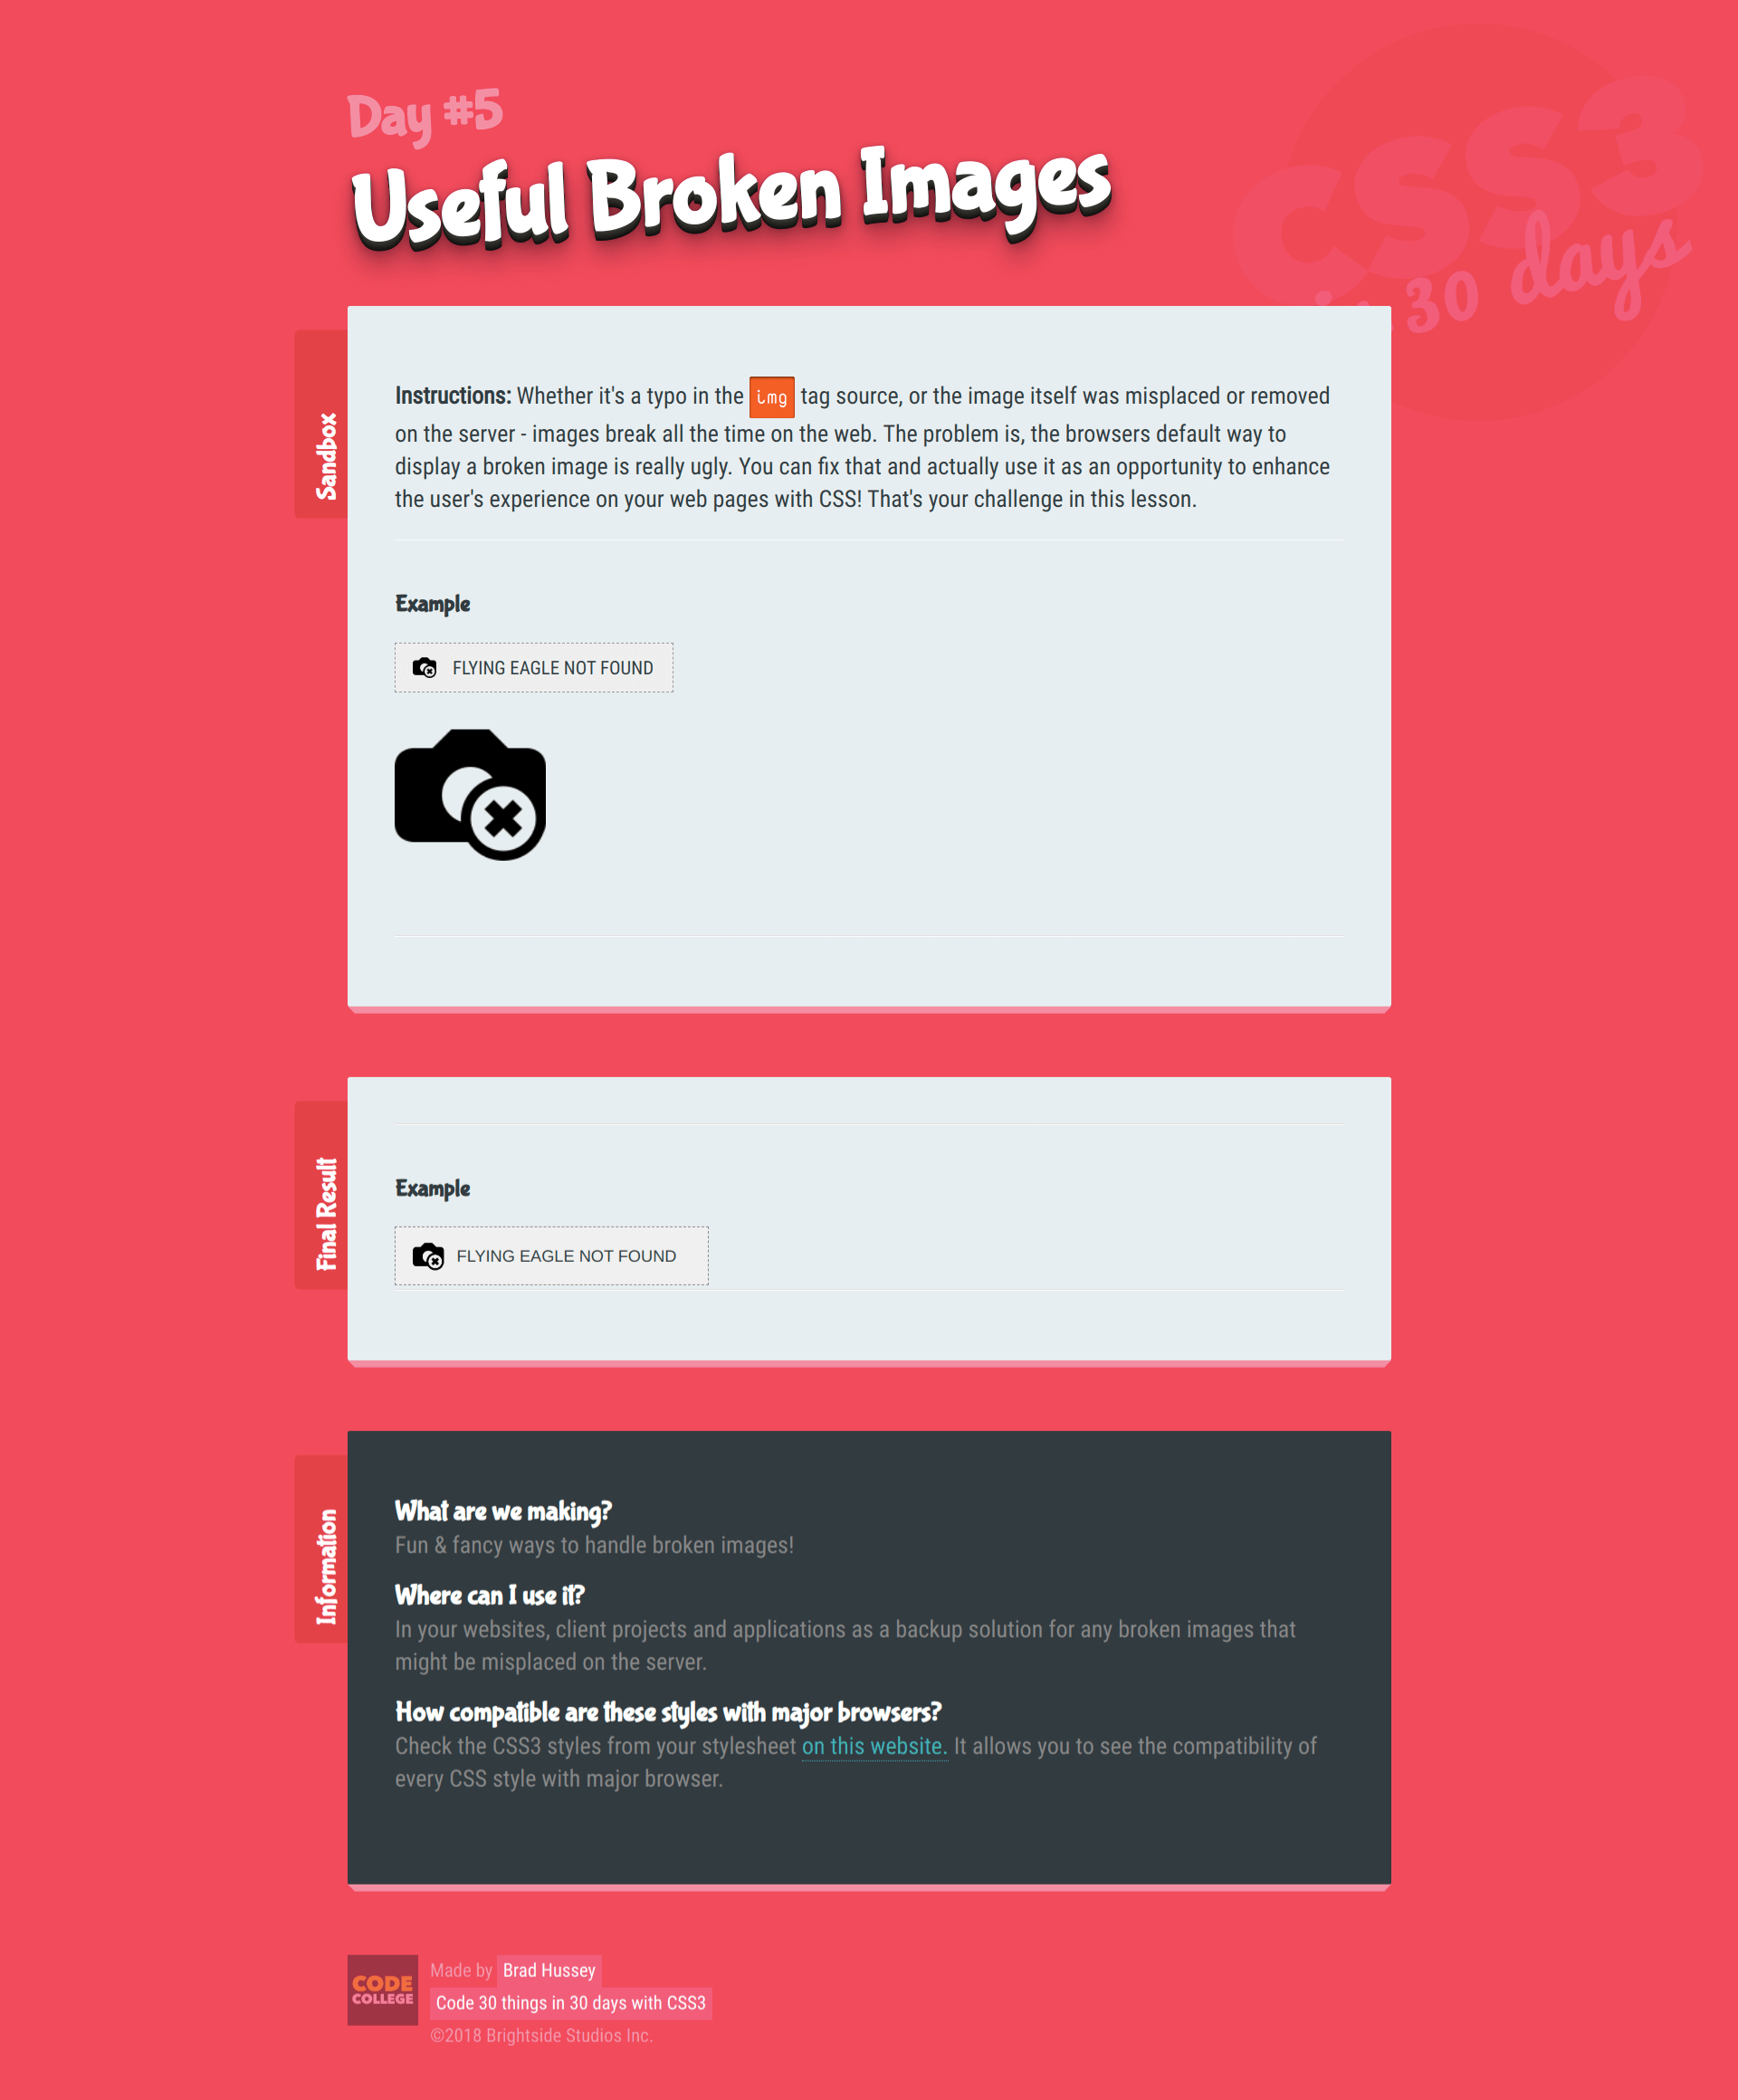 CSS3
30 days
Day #5
Useful Broken Images
Sandbox
Instructions: Whether it's a typo in the img tag source, or the image itself was misplaced or removed
on the server - images break all the time on the web. The problem is, the browsers default way to
display a broken image is really ugly. You can fix that and actually use it as an opportunity to enhance
the user's experience on your web pages with CSS! That's your challenge in this lesson.
Example
FLYING EAGLE NOT FOUND
Final Result
Example
FLYING EAGLE NOT FOUND
Information
What are we making?
Fun & fancy ways to handle broken images!
Where can I use it?
In your websites, client projects and applications as a backup solution for any broken images that
might be misplaced on the server.
How compatible are these styles with major browsers?
Check the CSS3 styles from your stylesheet on this website. It allows you to see the compatibility of
every CSS style with major browser.
CODE
COLLEGE
Made by Brad Hussey
Code 30 things in 30 days with CSS3
©2018 Brightside Studios Inc.